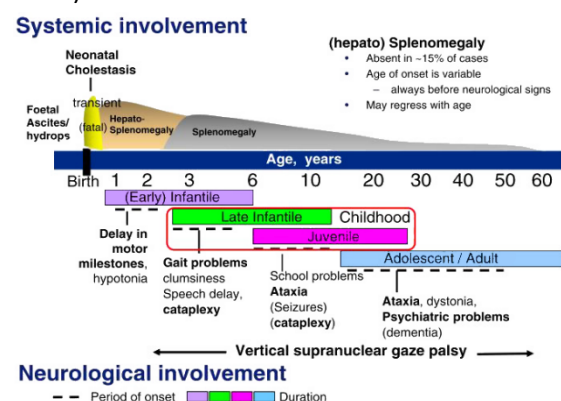 Systemic involvement
(hepato) Splenomegaly
• Absent in ~15% of cases
• Age of onset is variable
– always before neurological signs
• May regress with age
Neonatal
Cholestasis
transient
(fatal)
Foetal
Ascites/
hydrops
Hepato-
Splenomegaly
Splenomegaly
Age, years
Birth 1 2 3 6 10 20 30 40 50 60
(Early) Infantile
Late Infantile Childhood
Juvenile
Adolescent / Adult
Delay in
motor
milestones,
hypotonia
Gait problems
clumsiness
Speech delay,
cataplexy
School problems
Ataxia
(Seizures)
(cataplexy)
Ataxia, dystonia,
Psychiatric problems
(dementia)
Vertical supranuclear gaze palsy
Neurological involvement
Period of onset Duration